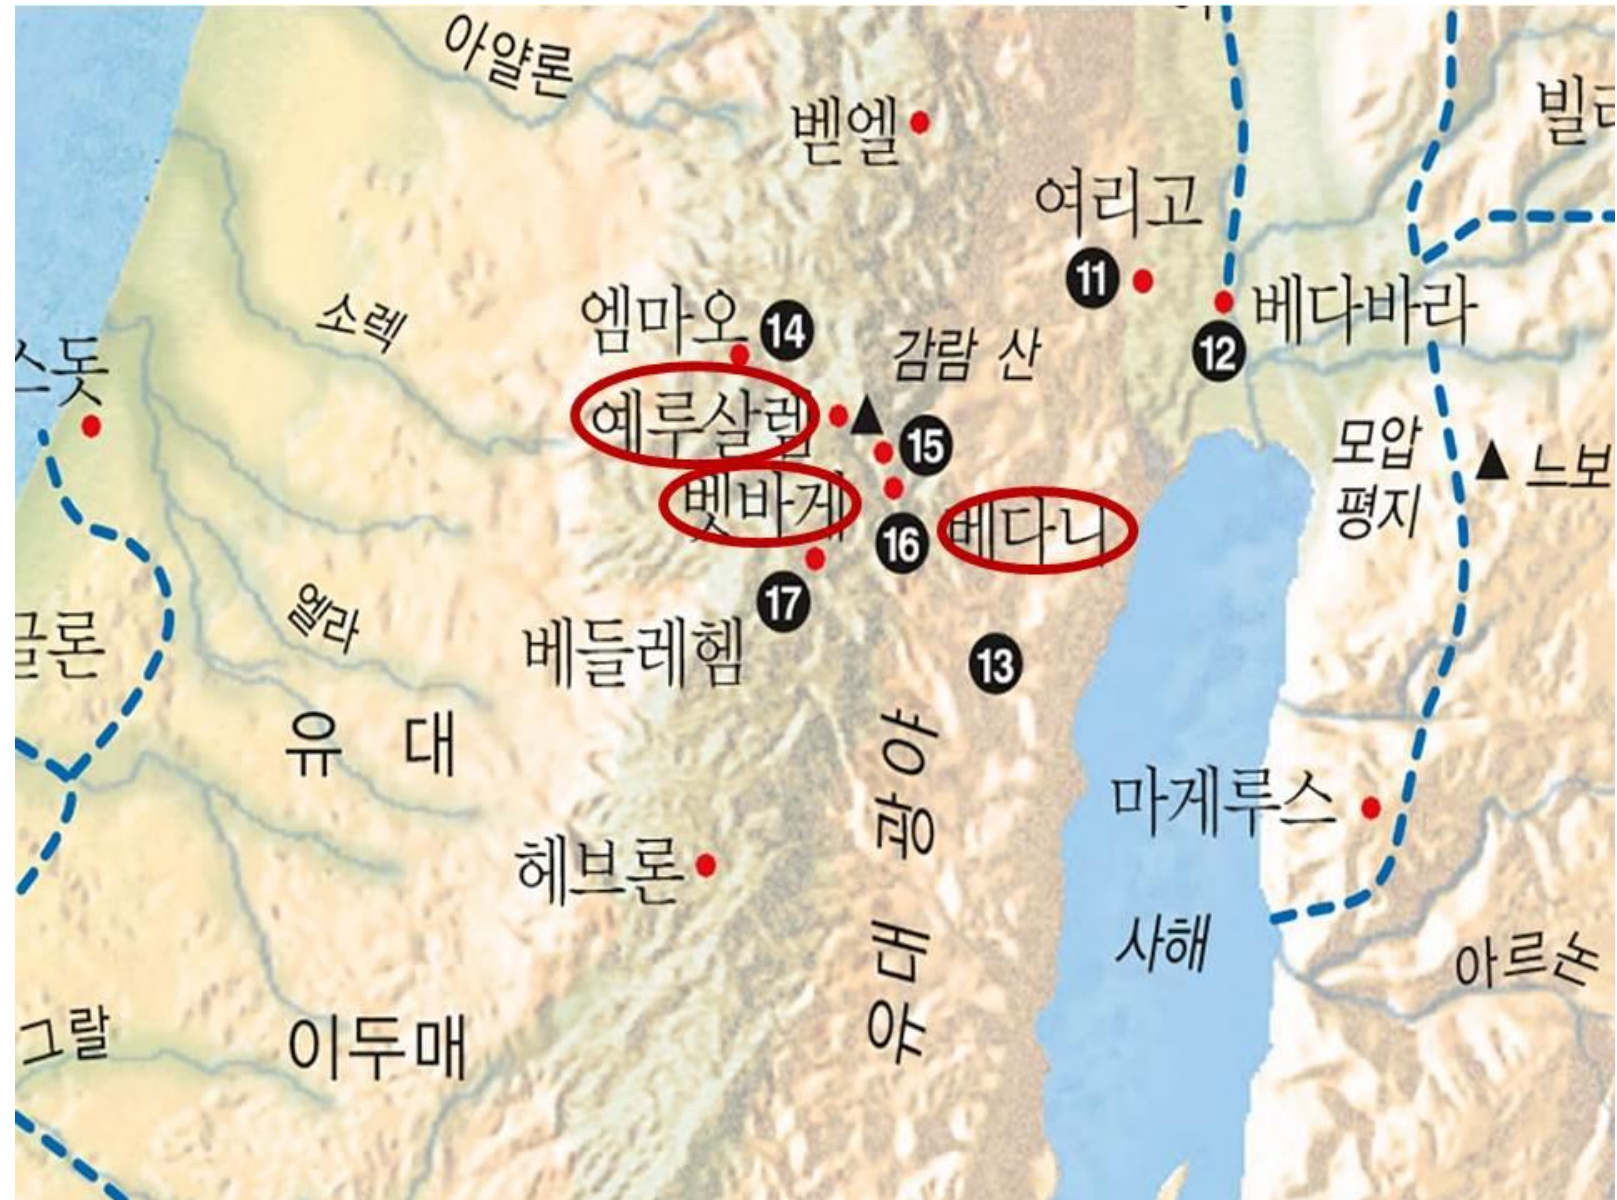 아얄론
벧엘
여리고
11
소렉
엠마오 14
감람 산
12
베다바라
스돗
예루살렘
15
모압
평지
느보
벳바게
16
베다니
17
엘라
글론
베들레헴
13
유 대
유 대 광 야
마게루스
헤브론
사해
아르논
그랄
이두매